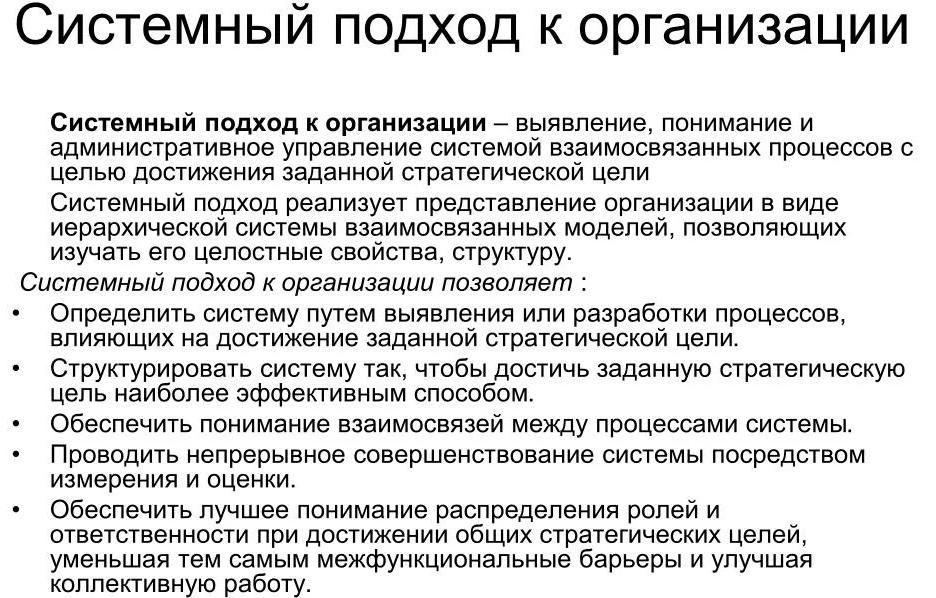 Системный подход к организации
Системный подход к организации – выявление, понимание и
административное управление системой взаимосвязанных процессов с
целью достижения заданной стратегической цели
Системный подход реализует представление организации в виде
иерархической системы взаимосвязанных моделей, позволяющих
изучать его целостные свойства, структуру.
Системный подход к организации позволяет :
• Определить систему путем выявления или разработки процессов,
влияющих на достижение заданной стратегической цели.
• Структурировать систему так, чтобы достичь заданную стратегическую
цель наиболее эффективным способом.
• Обеспечить понимание взаимосвязей между процессами системы.
• Проводить непрерывное совершенствование системы посредством
измерения и оценки.
• Обеспечить лучшее понимание распределения ролей и
ответственности при достижении общих стратегических целей,
уменьшая тем самым межфункциональные барьеры и улучшая
коллективную работу.